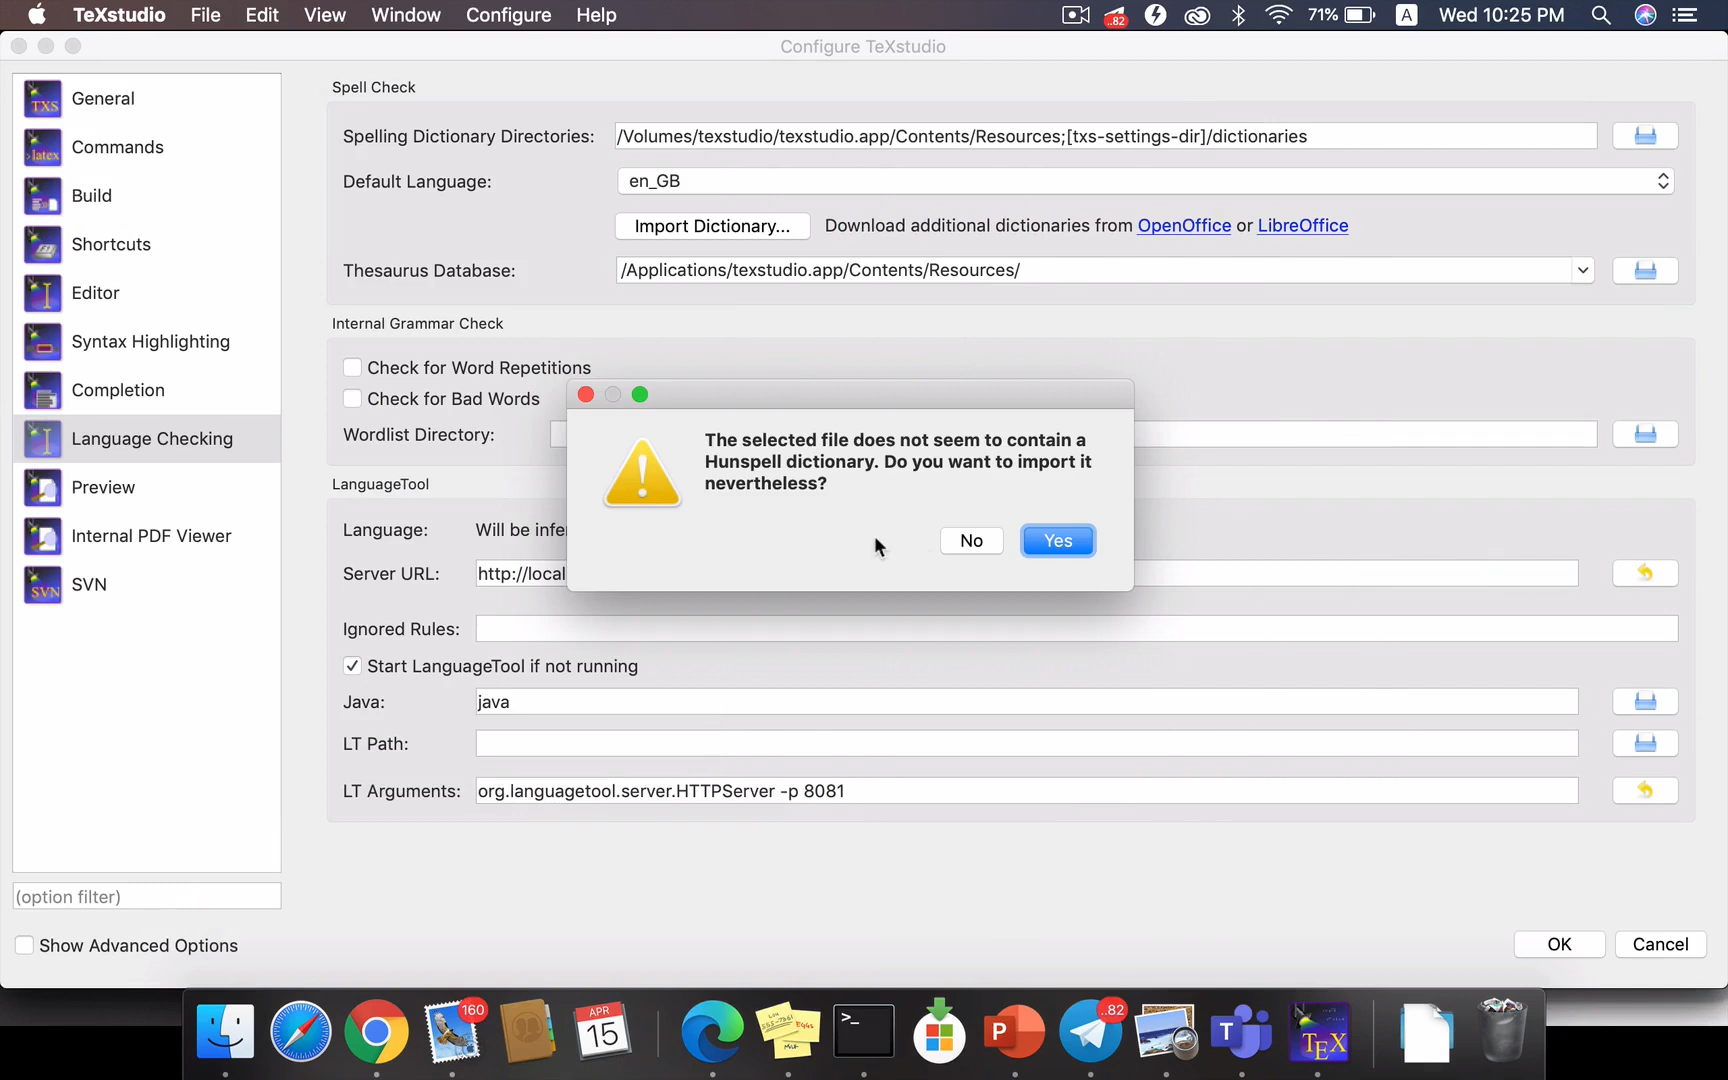 TeXstudio File Edit View Window Configure Help 82 71% A Wed 10:25 PM
Configure TeXstudio
TXS General
latex Commands
Build
Shortcuts
Editor
Syntax Highlighting
Completion
Language Checking
Preview
Internal PDF Viewer
SVN SVN
(option filter)
Show Advanced Options
Spell Check
Spelling Dictionary Directories: /Volumes/texstudio/texstudio.app/Contents/Resources;[txs-settings-dir]/dictionaries
Default Language: en_GB
Import Dictionary... Download additional dictionaries from OpenOffice or LibreOffice
Thesaurus Database: /Applications/texstudio.app/Contents/Resources/
Internal Grammar Check
Check for Word Repetitions
Check for Bad Words
Wordlist Directory:
The selected file does not seem to contain a
Hunspell dictionary. Do you want to import it
nevertheless?
No Yes
LanguageTool
Language: Will be infe
Server URL: http://local
Ignored Rules:
Start LanguageTool if not running
Java: java
LT Path:
LT Arguments: org.languagetool.server.HTTPServer -p 8081
OK Cancel
160 APR 15 >_ P ..82 T TEX